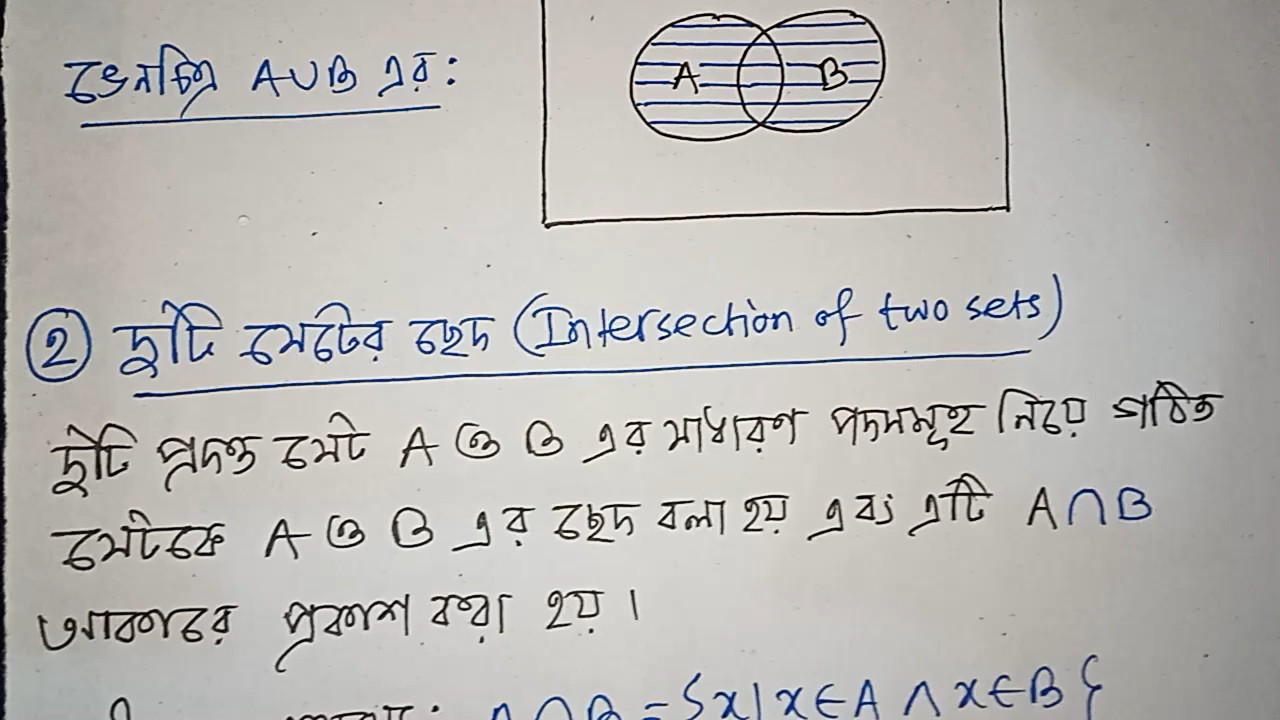 ভেনচিত্র A∪B এর:
A B
② দুটি সেটের ছেদ (Intersection of two sets)
দুটি প্রদত্ত সেট A ও B এর সাধারণ পদসমূহ নিয়ে গঠিত
সেটকে A ও B এর ছেদ বলা হয় এবং এটি A∩B
আকারে প্রকাশ করা হয়।
A∩B = {x | x∈A ∧ x∈B}